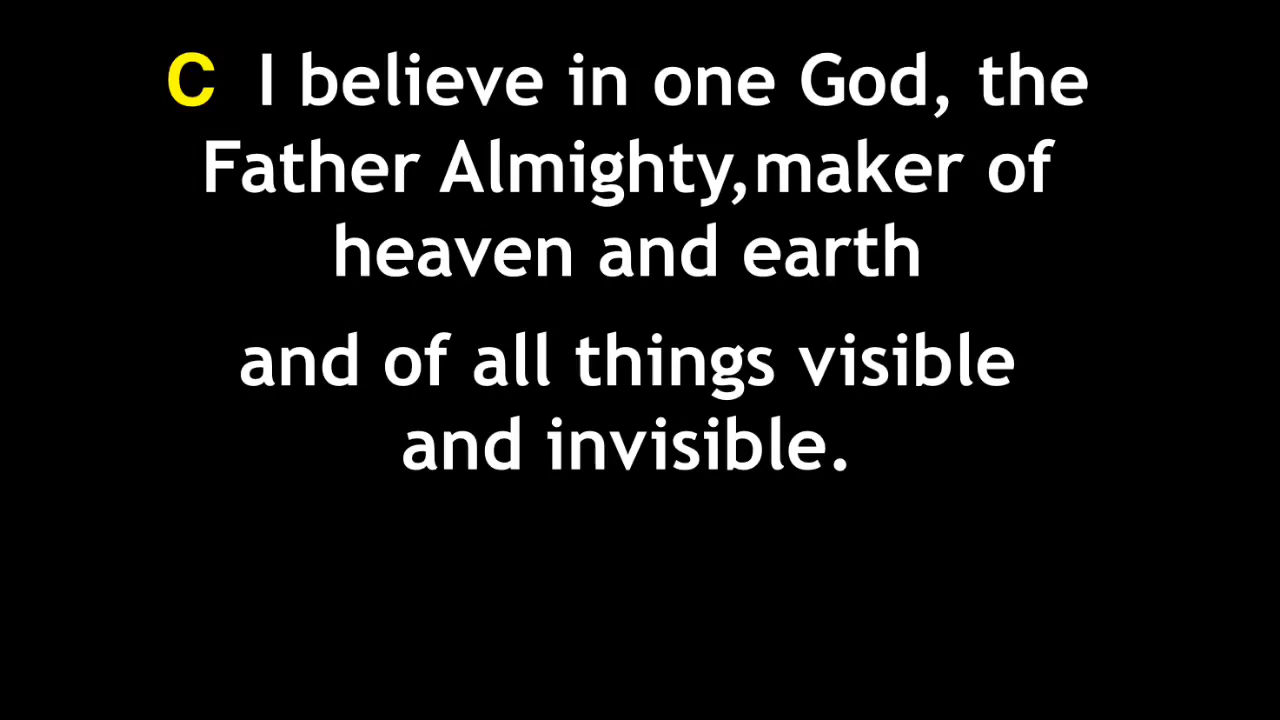 C I believe in one God, the
Father Almighty,maker of
heaven and earth
and of all things visible
and invisible.